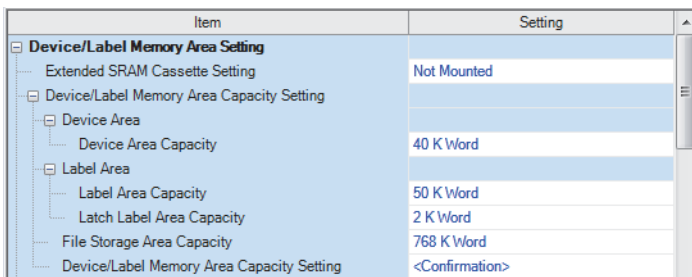 Item Setting
Device/Label Memory Area Setting
Extended SRAM Cassette Setting Not Mounted
Device/Label Memory Area Capacity Setting
Device Area
Device Area Capacity 40 K Word
Label Area
Label Area Capacity 50 K Word
Latch Label Area Capacity 2 K Word
File Storage Area Capacity 768 K Word
Device/Label Memory Area Capacity Setting <Confirmation>